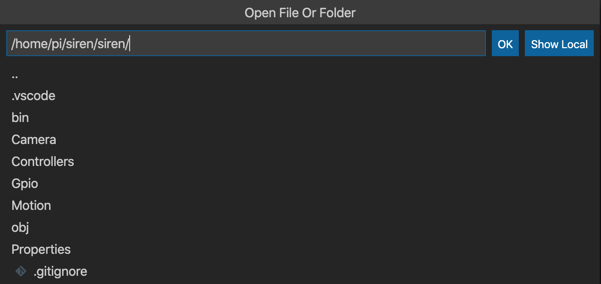 Open File Or Folder
/home/pi/siren/siren/
OK
Show Local
..
.vscode
bin
Camera
Controllers
Gpio
Motion
obj
Properties
.gitignore